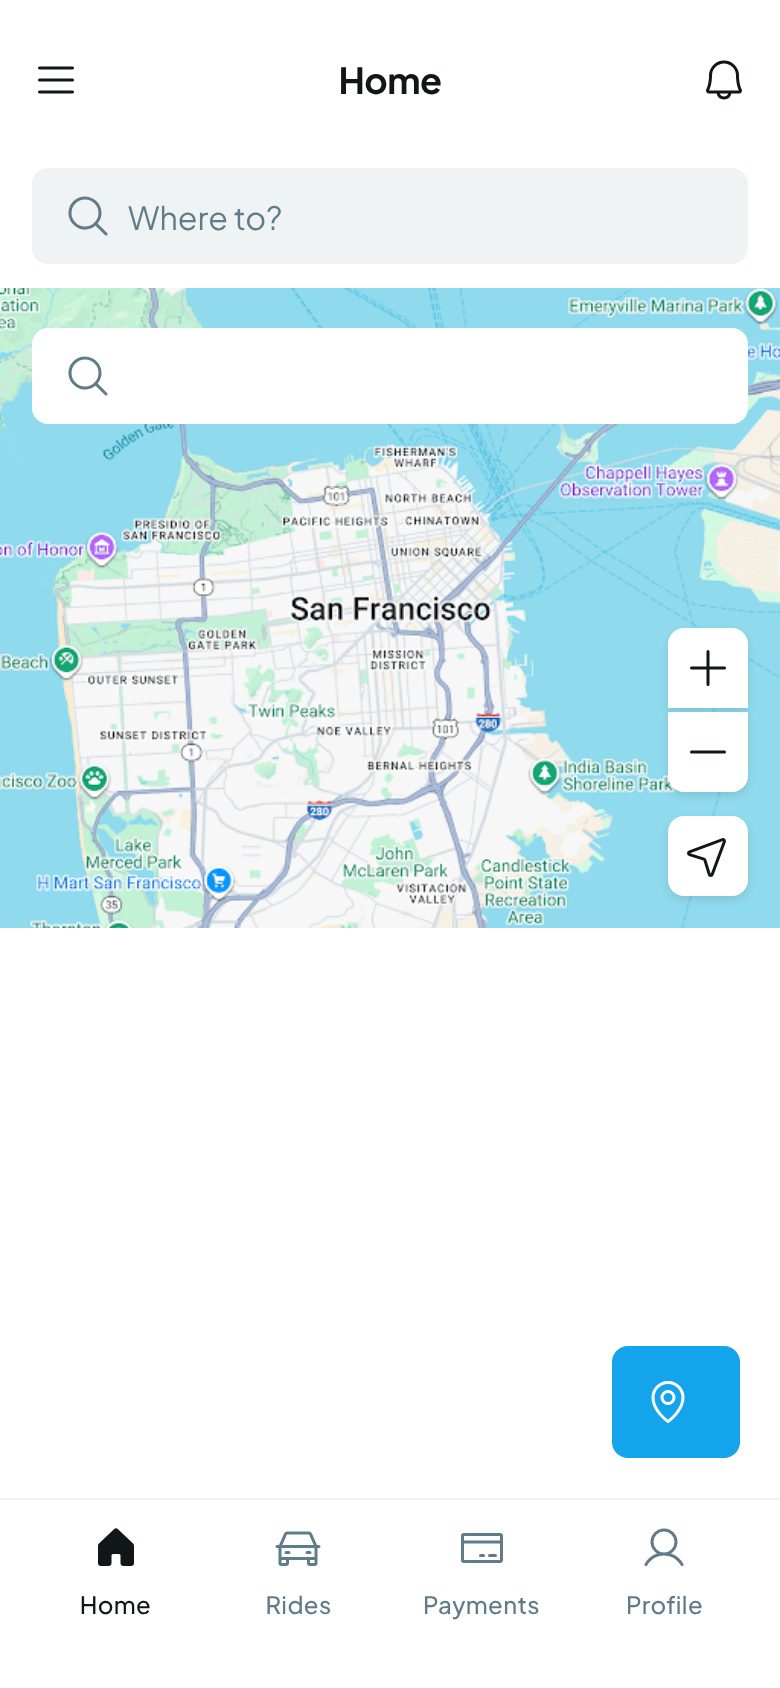 Home
Where to?
ation
ea
Emeryville Marina Park
e Ho
Golden Gate
FISHERMAN'S
WHARF
Chappell Hayes
Observation Tower
101
NORTH BEACH
PRESIDIO OF
SAN FRANCISCO
PACIFIC HEIGHTS
CHINATOWN
on of Honor
UNION SQUARE
1
San Francisco
GOLDEN
GATE PARK
Beach
MISSION
DISTRICT
OUTER SUNSET
Twin Peaks
280
SUNSET DISTRICT
NOE VALLEY
101
1
BERNAL HEIGHTS
cisco Zoo
India Basin
Shoreline Park
280
Lake
Merced Park
John
McLaren Park
Candlestick
Point State
Recreation
Area
H Mart San Francisco
VISITACION
VALLEY
35
Thornton
Home
Rides
Payments
Profile